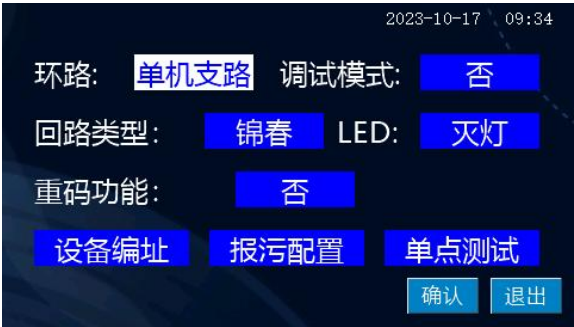 2023-10-17 09:34
环路: 单机支路 调试模式: 否
回路类型: 锦春 LED: 灭灯
重码功能: 否
设备编址 报污配置 单点测试
确认 退出